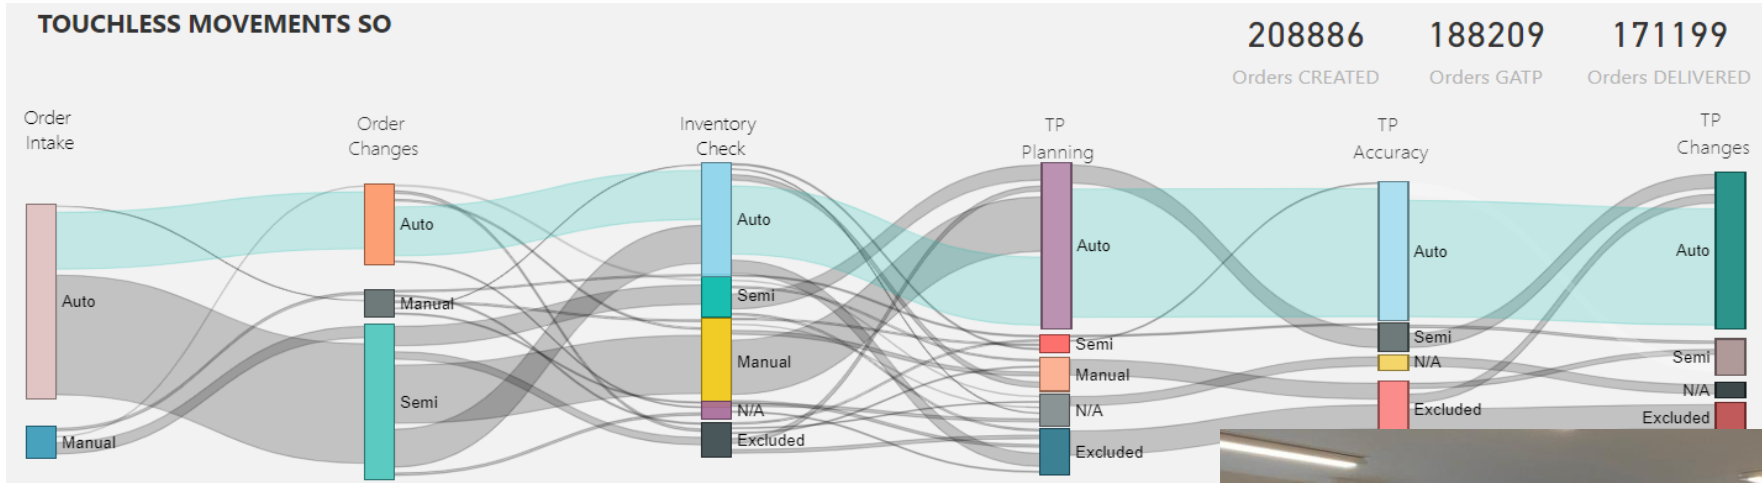 TOUCHLESS MOVEMENTS SO
208886
188209
171199
Orders CREATED
Orders GATP
Orders DELIVERED
Order
Intake
Order
Changes
Inventory
Check
TP
Planning
TP
Accuracy
TP
Changes
Auto
Manual
Auto
Manual
Semi
Auto
Semi
Manual
N/A
Excluded
Auto
Semi
Manual
N/A
Excluded
Auto
Semi
N/A
Excluded
Auto
Semi
N/A
Excluded